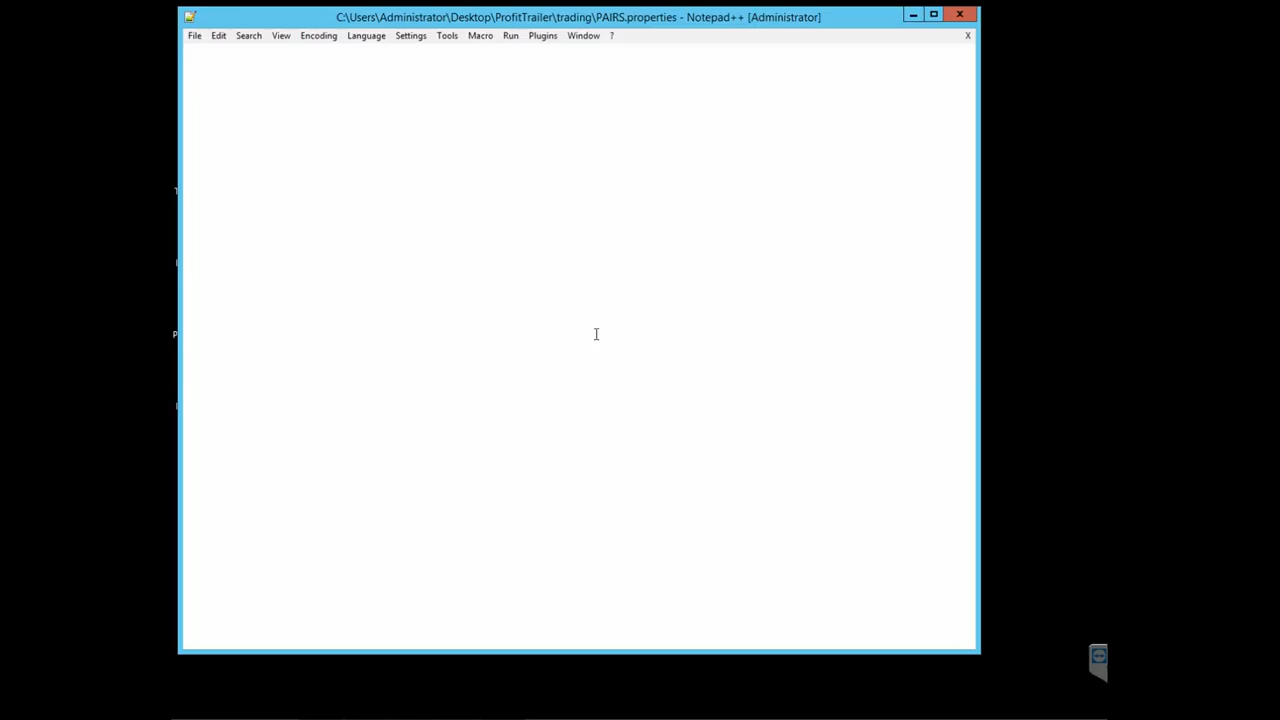 C:\Users\Administrator\Desktop\ProfitTrailer\trading\PAIRS.properties - Notepad++ [Administrator]
File Edit Search View Encoding Language Settings Tools Macro Run Plugins Window ? X